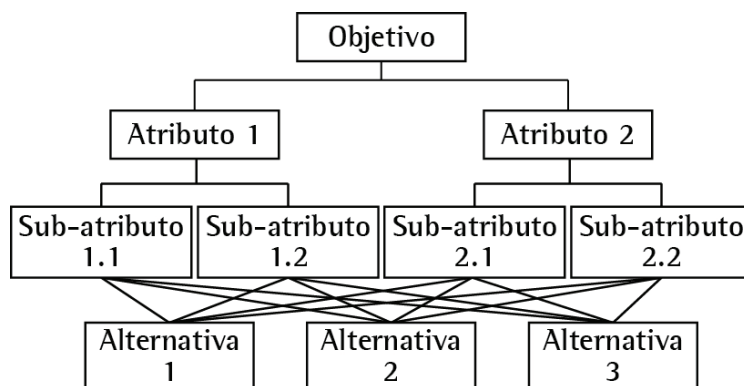 Objetivo
Atributo 1
Atributo 2
Sub-atributo
1.1
Sub-atributo
1.2
Sub-atributo
2.1
Sub-atributo
2.2
Alternativa
1
Alternativa
2
Alternativa
3